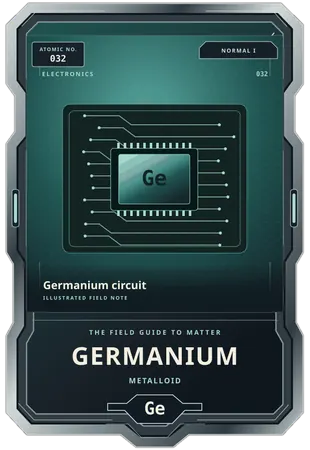 ATOMIC NO.
032
NORMAL I
ELECTRONICS
032
Ge
Germanium circuit
ILLUSTRATED FIELD NOTE
THE FIELD GUIDE TO MATTER
GERMANIUM
METALLOID
Ge